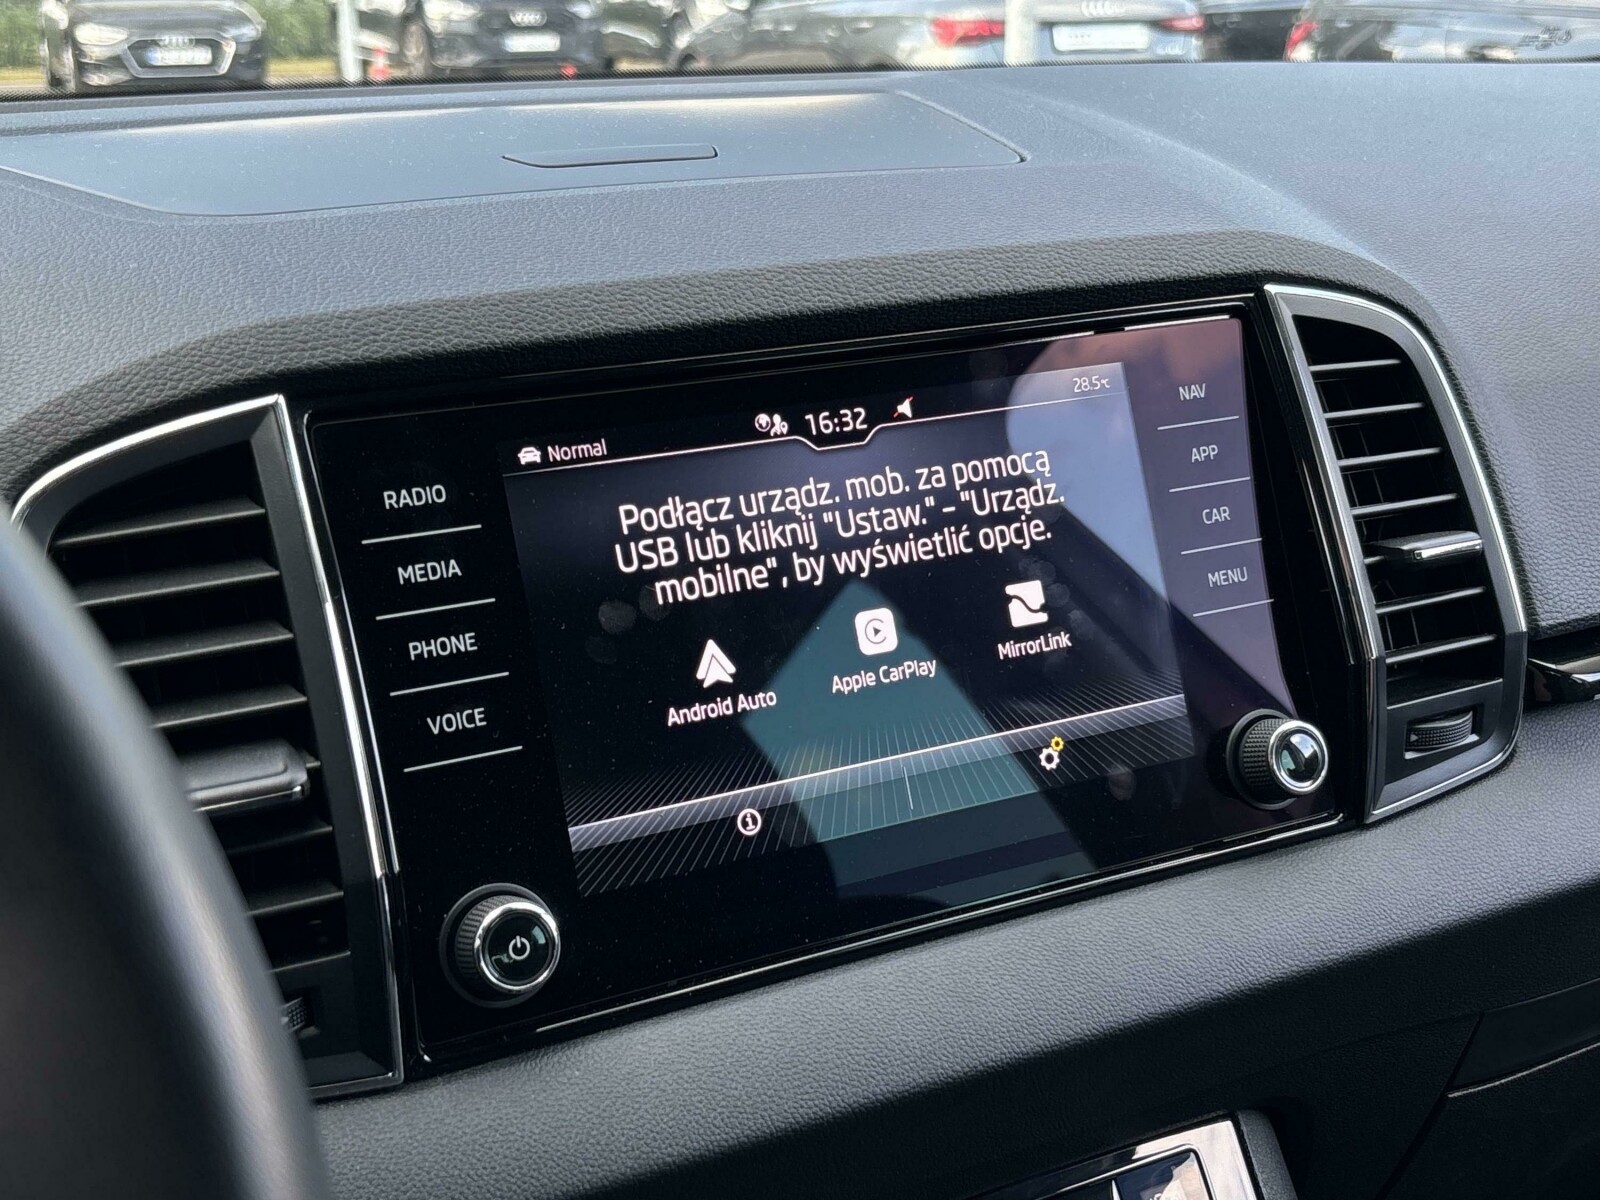 28.5°C
16:32
Normal
NAV
APP
CAR
MENU
RADIO
MEDIA
PHONE
VOICE
Podłącz urządz. mob. za pomocą
USB lub kliknij "Ustaw." - "Urządz.
mobilne", by wyświetlić opcje.
Android Auto
Apple CarPlay
MirrorLink